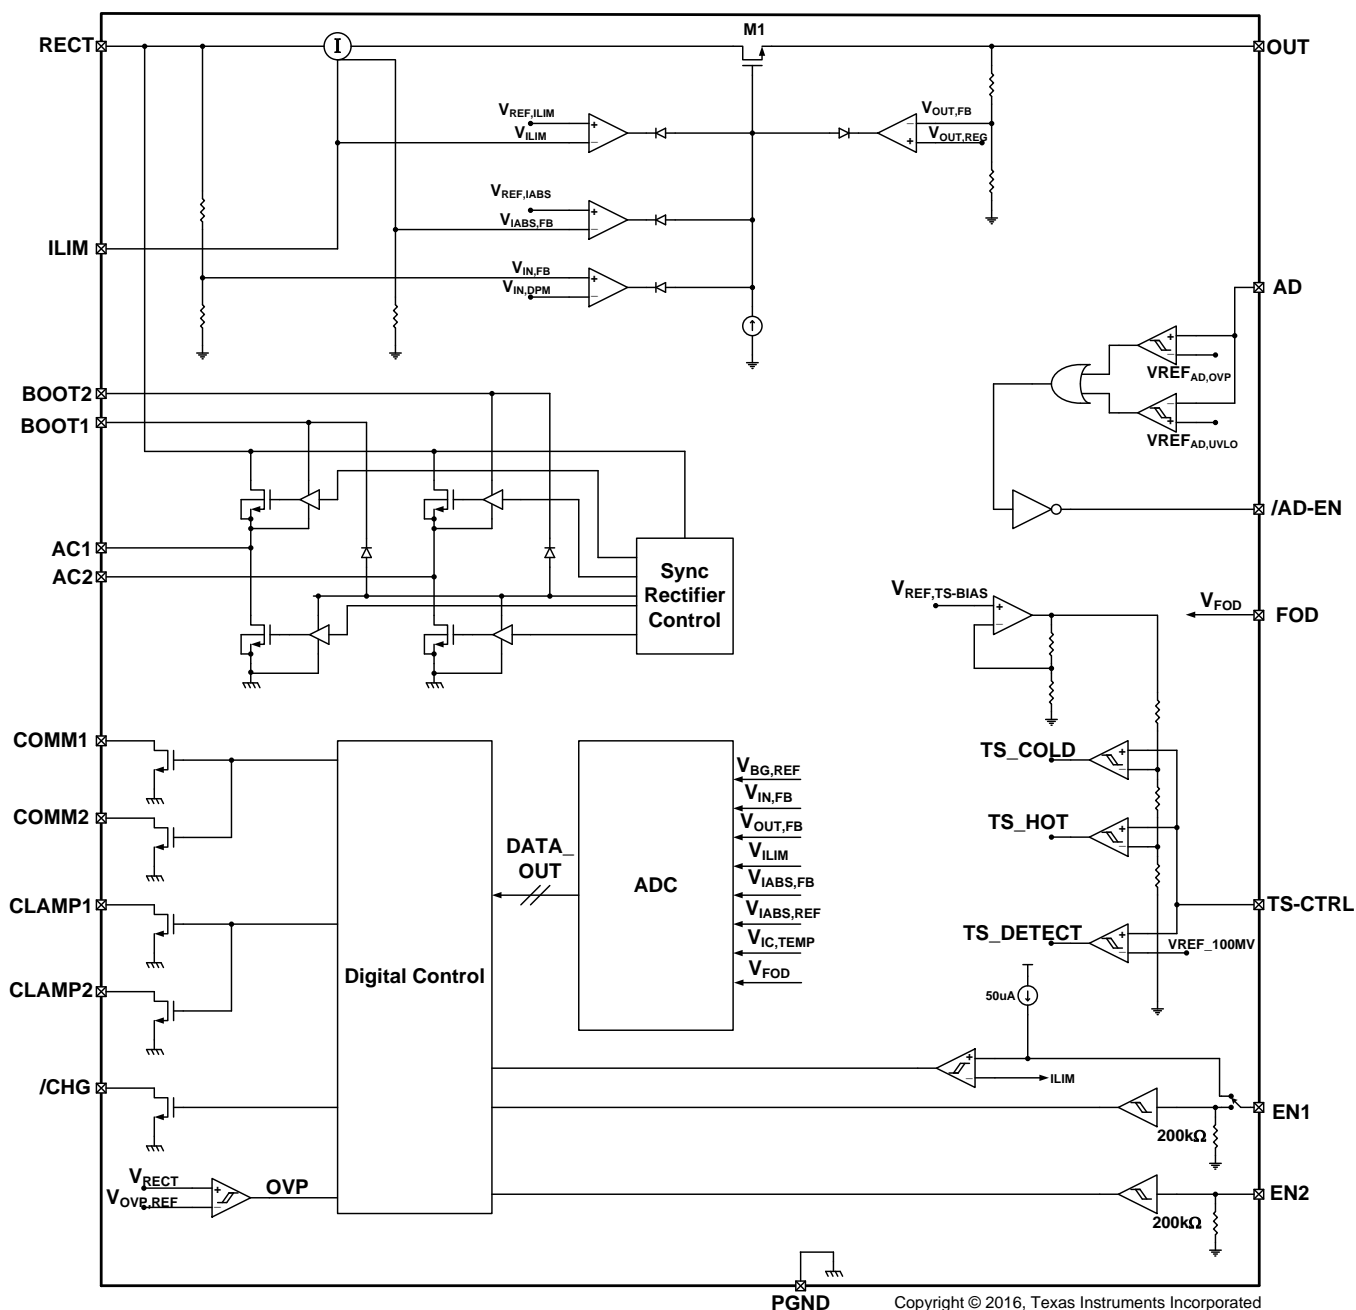 M1
RECT
I
OUT
VREF,ILIM
VILIM
VOUT,FB
VOUT,REG
VREF,IABS
VIABS,FB
ILIM
VIN,FB
VIN,DPM
AD
VREFAD,OVP
VREFAD,UVLO
BOOT2
BOOT1
/AD-EN
AC1
AC2
Sync
Rectifier
Control
VREF,TS-BIAS
VFOD
FOD
COMM1
COMM2
CLAMP1
CLAMP2
/CHG
Digital Control
DATA_
OUT
ADC
VBG,REF
VIN,FB
VOUT,FB
VILIM
VIABS,FB
VIABS,REF
VIC,TEMP
VFOD
TS_COLD
TS_HOT
TS-CTRL
TS_DETECT
VREF_100MV
50uA
ILIM
EN1
200kΩ
EN2
200kΩ
VRECT
VOVP,REF
OVP
PGND
Copyright © 2016, Texas Instruments Incorporated